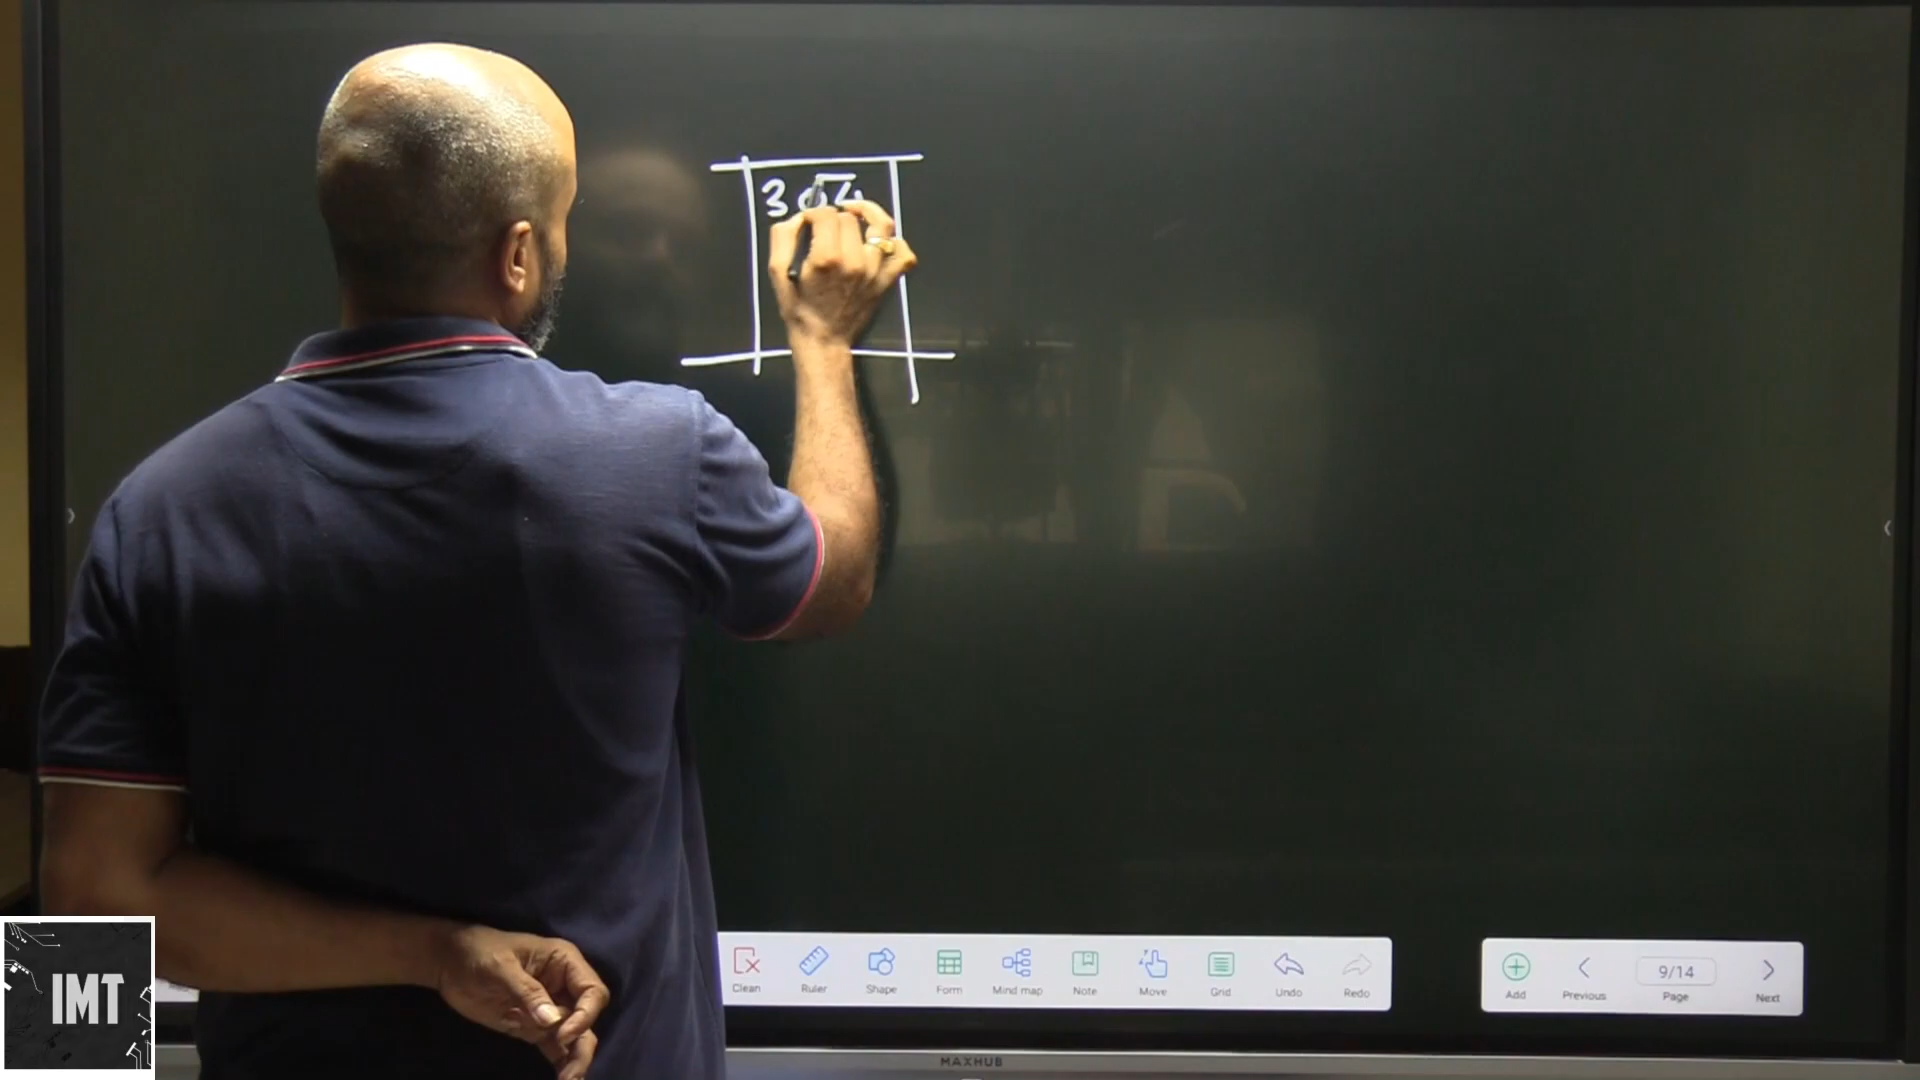 IMT
Clean Ruler Shape Form Mind map Note Move Grid Undo Redo
Add Previous 9/14 Page Next
MAXHUB